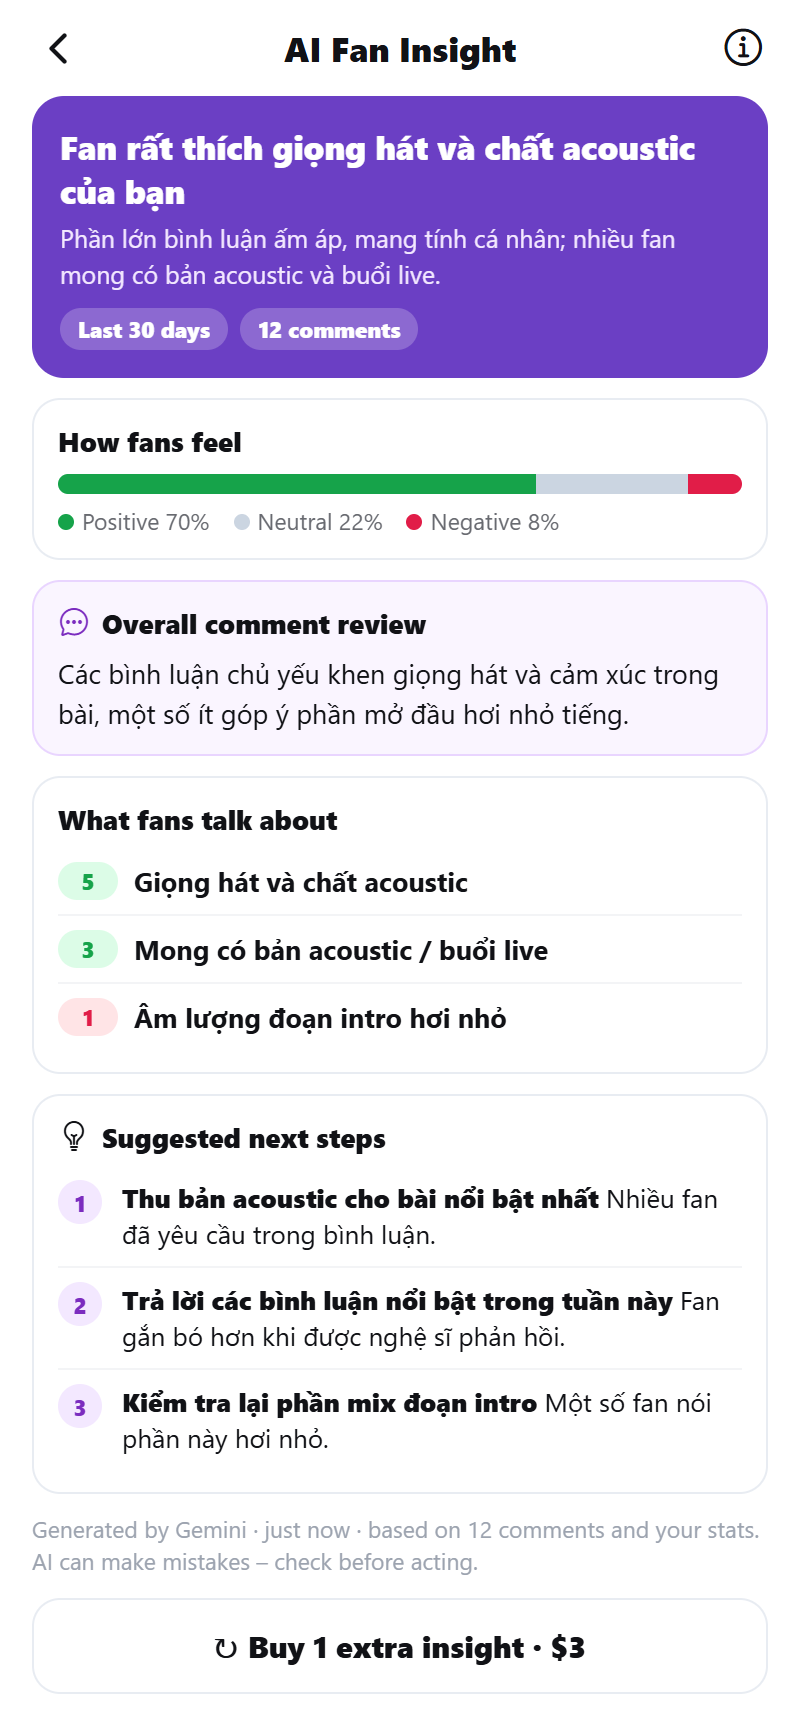 AI Fan Insight
Fan rất thích giọng hát và chất acoustic
của bạn
Phần lớn bình luận ấm áp, mang tính cá nhân; nhiều fan
mong có bản acoustic và buổi live.
Last 30 days
12 comments
How fans feel
Positive 70%
Neutral 22%
Negative 8%
Overall comment review
Các bình luận chủ yếu khen giọng hát và cảm xúc trong
bài, một số ít góp ý phần mở đầu hơi nhỏ tiếng.
What fans talk about
5 Giọng hát và chất acoustic
3 Mong có bản acoustic / buổi live
1 Âm lượng đoạn intro hơi nhỏ
Suggested next steps
1 Thu bản acoustic cho bài nổi bật nhất Nhiều fan
đã yêu cầu trong bình luận.
2 Trả lời các bình luận nổi bật trong tuần này Fan
gắn bó hơn khi được nghệ sĩ phản hồi.
3 Kiểm tra lại phần mix đoạn intro Một số fan nói
phần này hơi nhỏ.
Generated by Gemini · just now · based on 12 comments and your stats.
AI can make mistakes – check before acting.
↻ Buy 1 extra insight · $3